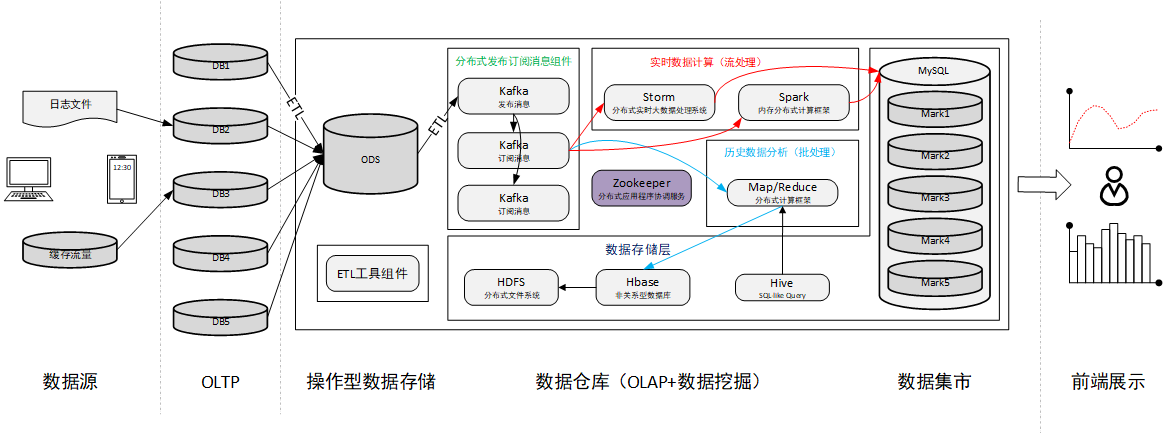 日志文件
12:30
缓存流量
DB1
DB2
DB3
DB4
DB5
ETL
ODS
ETL
ETL工具组件
分布式发布订阅消息组件
Kafka
发布消息
Kafka
订阅消息
Kafka
订阅消息
实时数据计算（流处理）
Storm
分布式实时大数据处理系统
Spark
内存分布式计算框架
历史数据分析（批处理）
Zookeeper
分布式应用程序协调服务
Map/Reduce
分布式计算框架
数据存储层
HDFS
分布式文件系统
Hbase
非关系型数据库
Hive
SQL-like Query
MySQL
Mark1
Mark2
Mark3
Mark4
Mark5
数据源
OLTP
操作型数据存储
数据仓库（OLAP+数据挖掘）
数据集市
前端展示